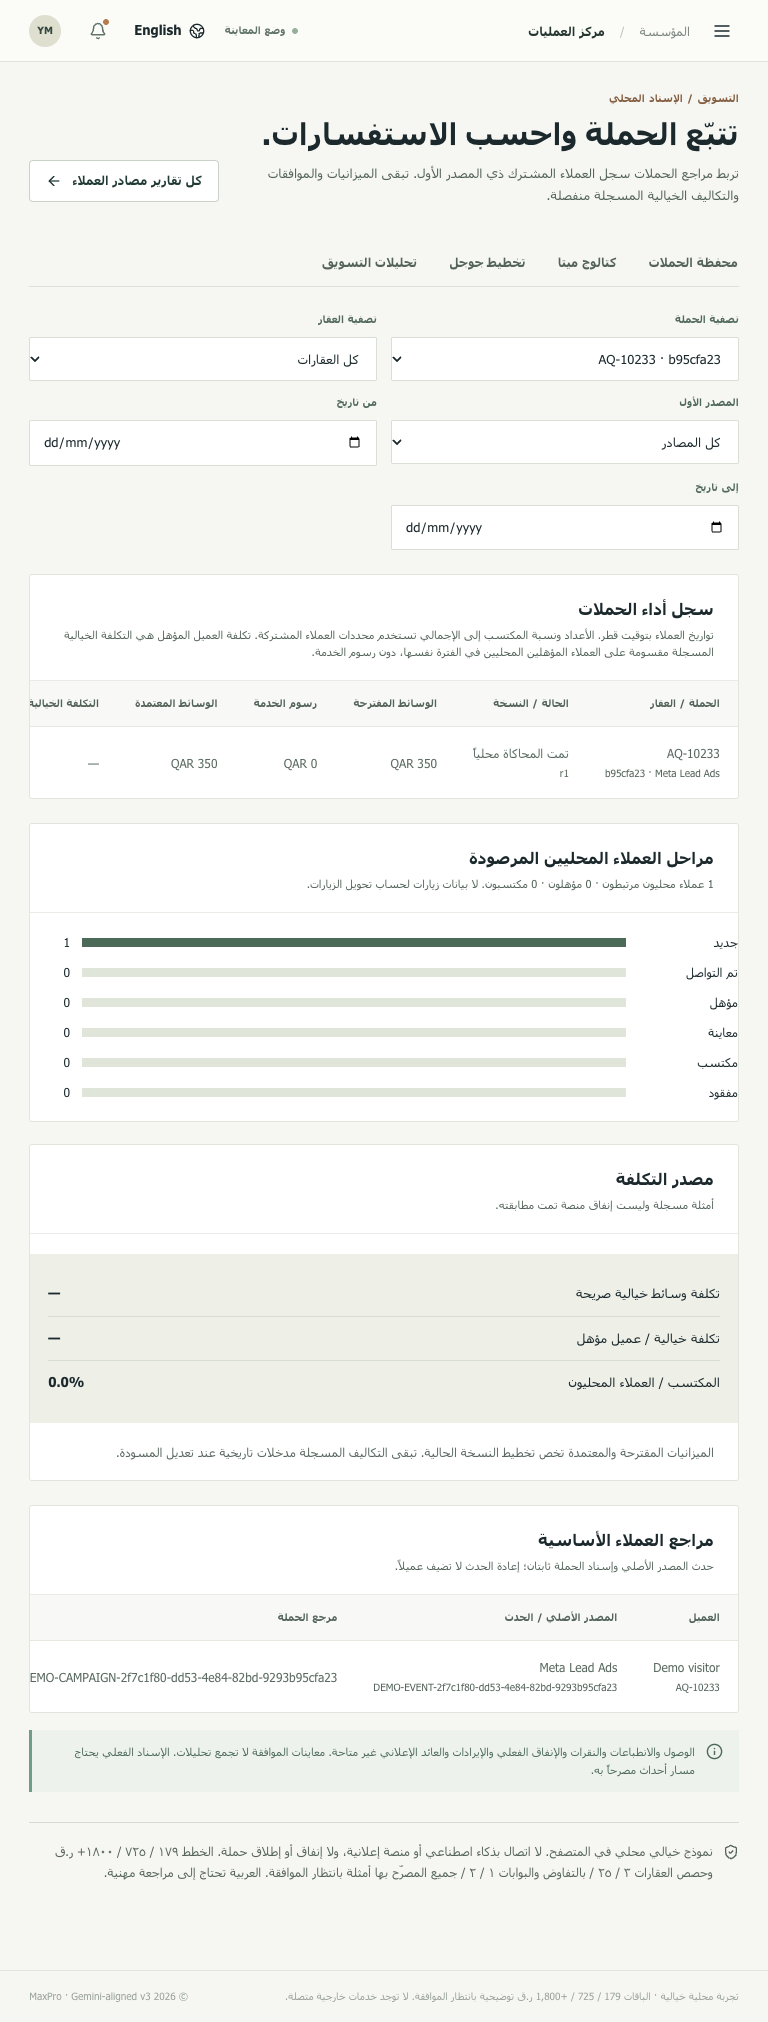 المؤسسة / مركز العمليات
وضع المعاينة
English
YM
التسويق / الإسناد المحلي
تتبّع الحملة واحسب الاستفسارات.
تربط مراجع الحملات سجل العملاء المشترك ذي المصدر الأول. تبقى الميزانيات والموافقات
والتكاليف الخيالية المسجلة منفصلة.
كل تقارير مصادر العملاء
محفظة الحملات
كتالوج ميتا
تخطيط جوجل
تحليلات التسويق
تصفية الحملة
تصفية العقار
AQ-10233 · b95cfa23
كل العقارات
المصدر الأول
من تاريخ
كل المصادر
dd/mm/yyyy
إلى تاريخ
dd/mm/yyyy
سجل أداء الحملات
تواريخ العملاء بتوقيت قطر. الأعداد ونسبة المكتسب إلى الإجمالي تستخدم محددات العملاء المشتركة. تكلفة العميل المؤهل هي التكلفة الخيالية
المسجلة مقسومة على العملاء المؤهلين المحليين في الفترة نفسها، دون رسوم الخدمة.
الحملة / العقار
الحالة / النسخة
الوسائط المقترحة
رسوم الخدمة
الوسائط المعتمدة
التكلفة الخيالية
AQ-10233
b95cfa23 · Meta Lead Ads
تمت المحاكاة محلياً
r1
QAR 350
QAR 0
QAR 350
—
مراحل العملاء المحليين المرصودة
1 عملاء محليون مرتبطون · 0 مؤهلون · 0 مكتسبون. لا بيانات زيارات لحساب تحويل الزيارات.
جديد 1
تم التواصل 0
مؤهل 0
معاينة 0
مكتسب 0
مفقود 0
مصدر التكلفة
أمثلة مسجلة وليست إنفاق منصة تمت مطابقته.
تكلفة وسائط خيالية صريحة —
تكلفة خيالية / عميل مؤهل —
المكتسب / العملاء المحليون 0.0%
الميزانيات المقترحة والمعتمدة تخص تخطيط النسخة الحالية. تبقى التكاليف المسجلة مدخلات تاريخية عند تعديل المسودة.
مراجع العملاء الأساسية
حدث المصدر الأصلي وإسناد الحملة ثابتان؛ إعادة الحدث لا تضيف عميلاً.
العميل
المصدر الأصلي / الحدث
مرجع الحملة
Demo visitor
AQ-10233
Meta Lead Ads
DEMO-EVENT-2f7c1f80-dd53-4e84-82bd-9293b95cfa23
EMO-CAMPAIGN-2f7c1f80-dd53-4e84-82bd-9293b95cfa23
الوصول والانطباعات والنقرات والإنفاق الفعلي والإيرادات والعائد الإعلاني غير متاحة. معاينات الموافقة لا تجمع تحليلات. الإسناد الفعلي يحتاج
مسار أحداث مصرحاً به.
نموذج خيالي محلي في المتصفح. لا اتصال بذكاء اصطناعي أو منصة إعلانية، ولا إنفاق أو إطلاق حملة. الخطط ١٧٩ / ٧٢٥ / ١٨٠٠+ ر.ق
وحصص العقارات ٣ / ٢٥ / بالتفاوض والبوابات ١ / ٢ / جميع المصرّح بها أمثلة بانتظار الموافقة. العربية تحتاج إلى مراجعة مهنية.
تجربة محلية خيالية · الباقات 179 / 725 / +1,800 ر.ق توضيحية بانتظار الموافقة. لا توجد خدمات خارجية متصلة.
MaxPro · Gemini-aligned v3 2026 ©